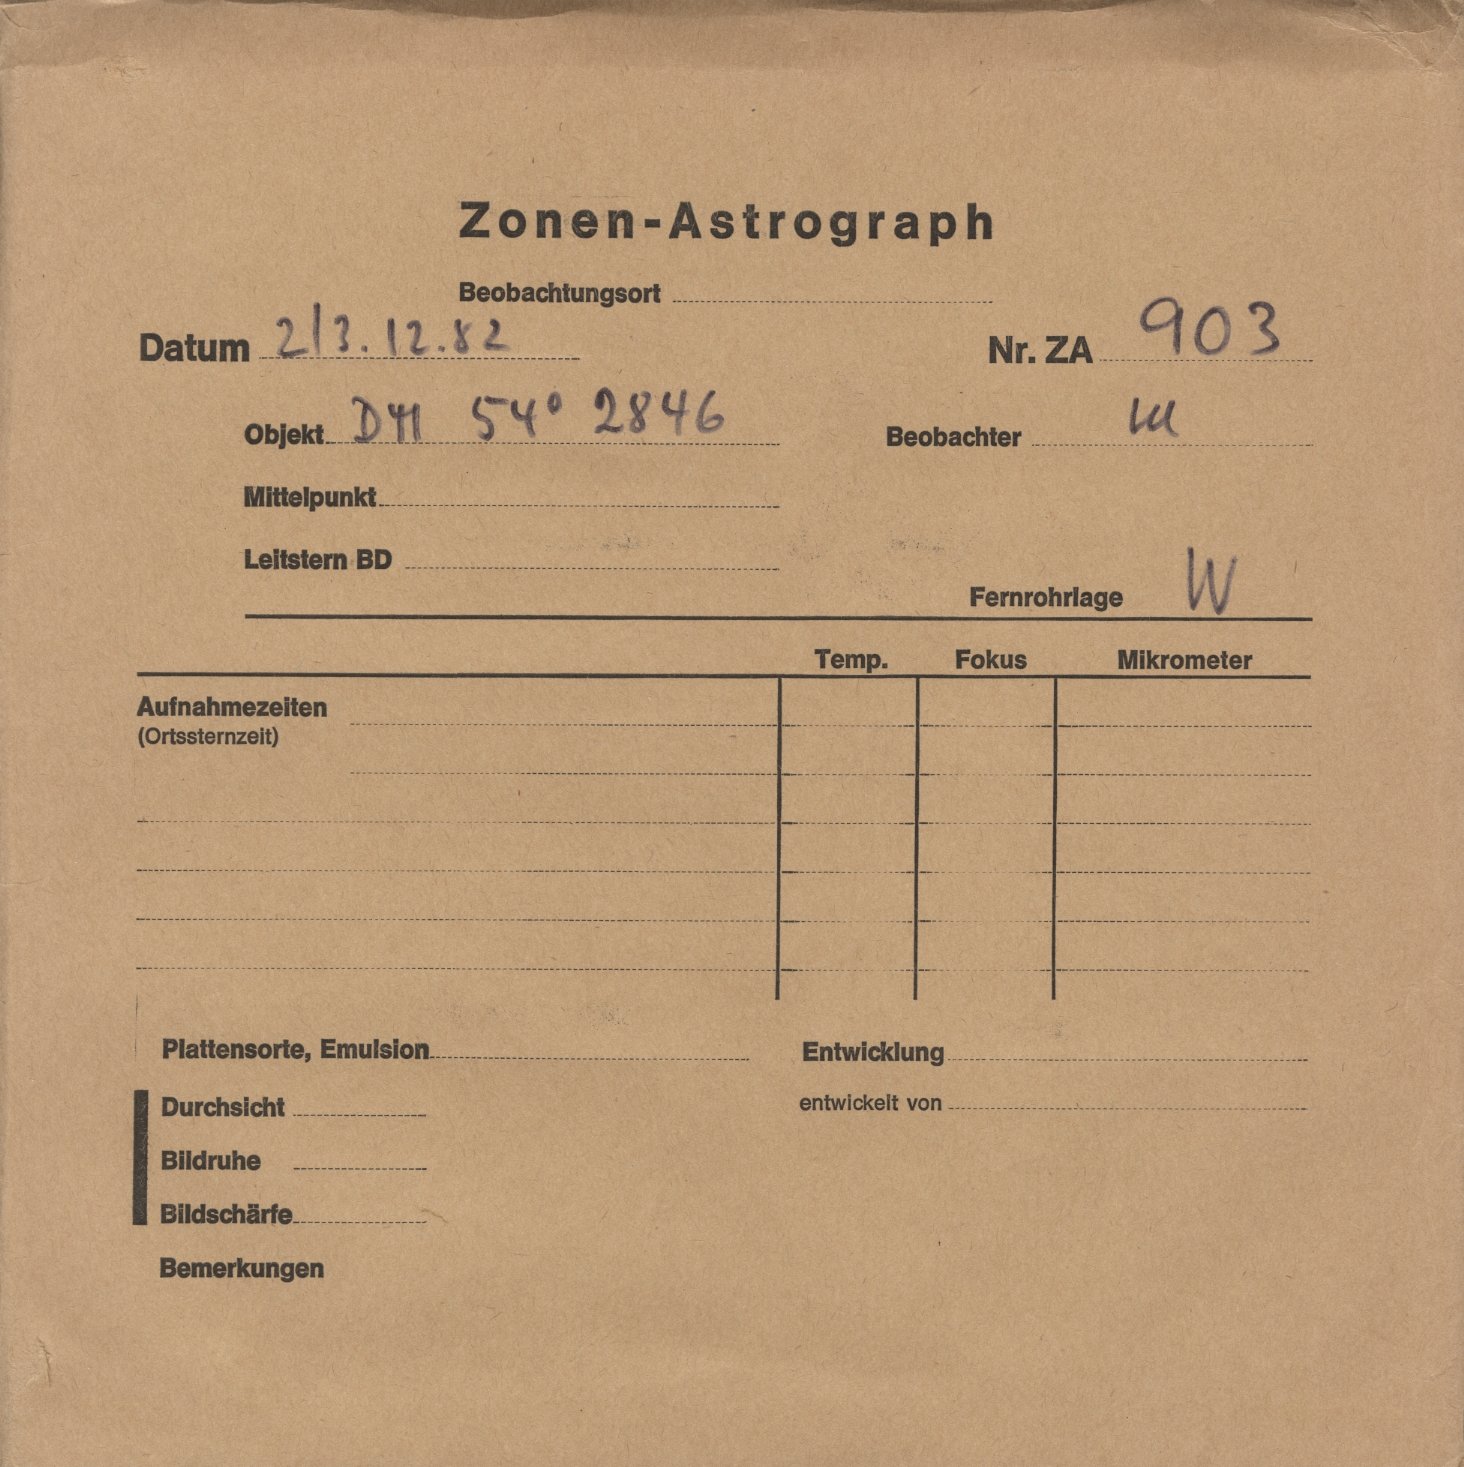 Zonen-Astrograph
Beobachtungsort
Datum 2/3.12.82 Nr. ZA 903
Objekt DM 54° 2846 Beobachter
Mittelpunkt
Leitstern BD
Fernrohrlage W
Temp. Fokus Mikrometer
Aufnahmezeiten
(Ortssternzeit)
Plattensorte, Emulsion Entwicklung
Durchsicht entwickelt von
Bildruhe
Bildschärfe
Bemerkungen